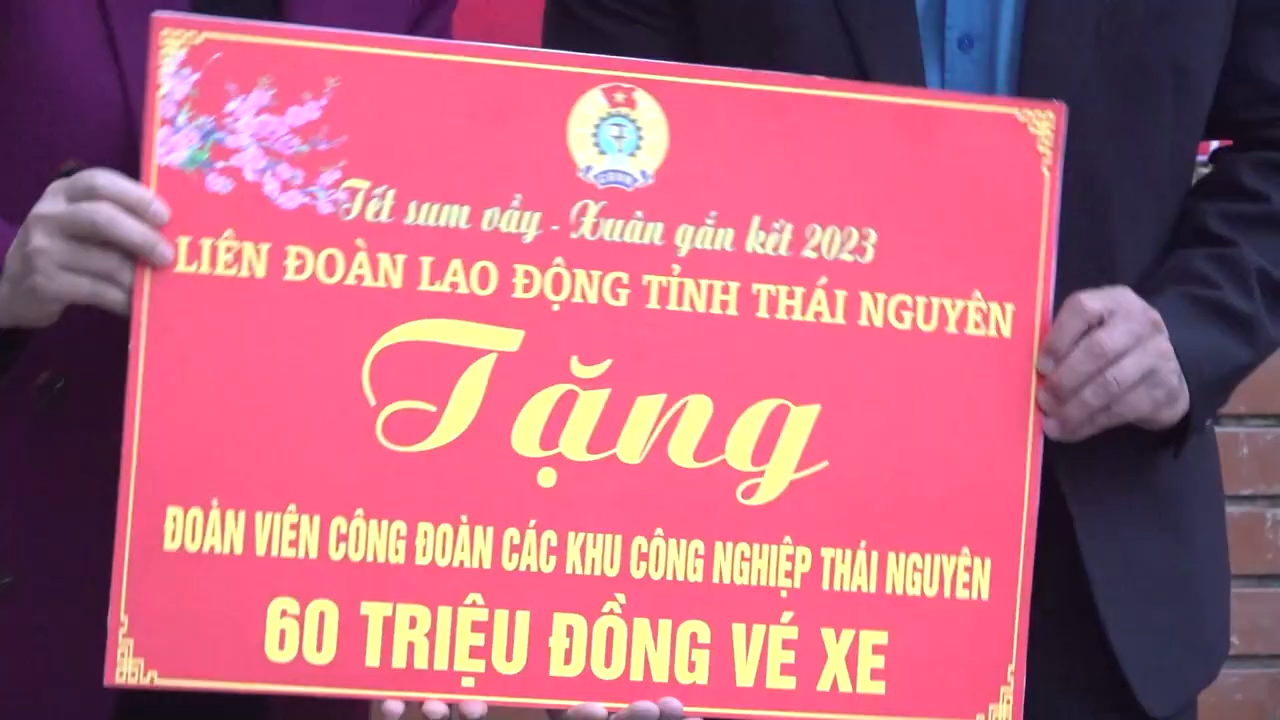 Tết sum vầy - Xuân gắn kết 2023
LIÊN ĐOÀN LAO ĐỘNG TỈNH THÁI NGUYÊN
Tặng
ĐOÀN VIÊN CÔNG ĐOÀN CÁC KHU CÔNG NGHIỆP THÁI NGUYÊN
60 TRIỆU ĐỒNG VÉ XE